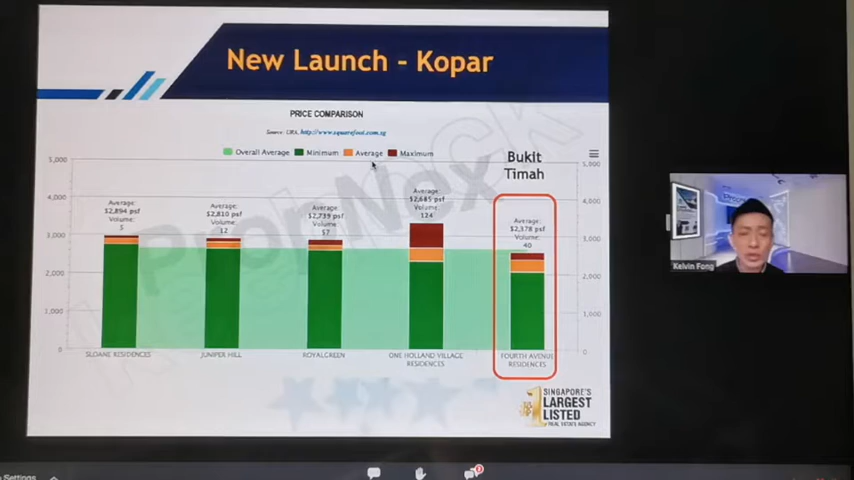 New Launch - Kopar
PRICE COMPARISON
Source: URA, http://www.squarefoot.com.sg
Overall Average Minimum Average Maximum
Bukit
Timah
5,000
4,000
3,000
2,000
1,000
0
5,000
4,000
3,000
2,000
1,000
0
Average:
$2,894 psf
Volume:
5
Average:
$2,810 psf
Volume:
12
Average:
$2,739 psf
Volume:
57
Average:
$2,685 psf
Volume:
124
Average:
$2,378 psf
Volume:
40
SLOANE RESIDENCES
JUNIPER HILL
ROYALGREEN
ONE HOLLAND VILLAGE
RESIDENCES
FOURTH AVENUE
RESIDENCES
PropNex
#1 SINGAPORE'S
LARGEST
LISTED
REAL ESTATE AGENCY
Kelvin Fong
Settings